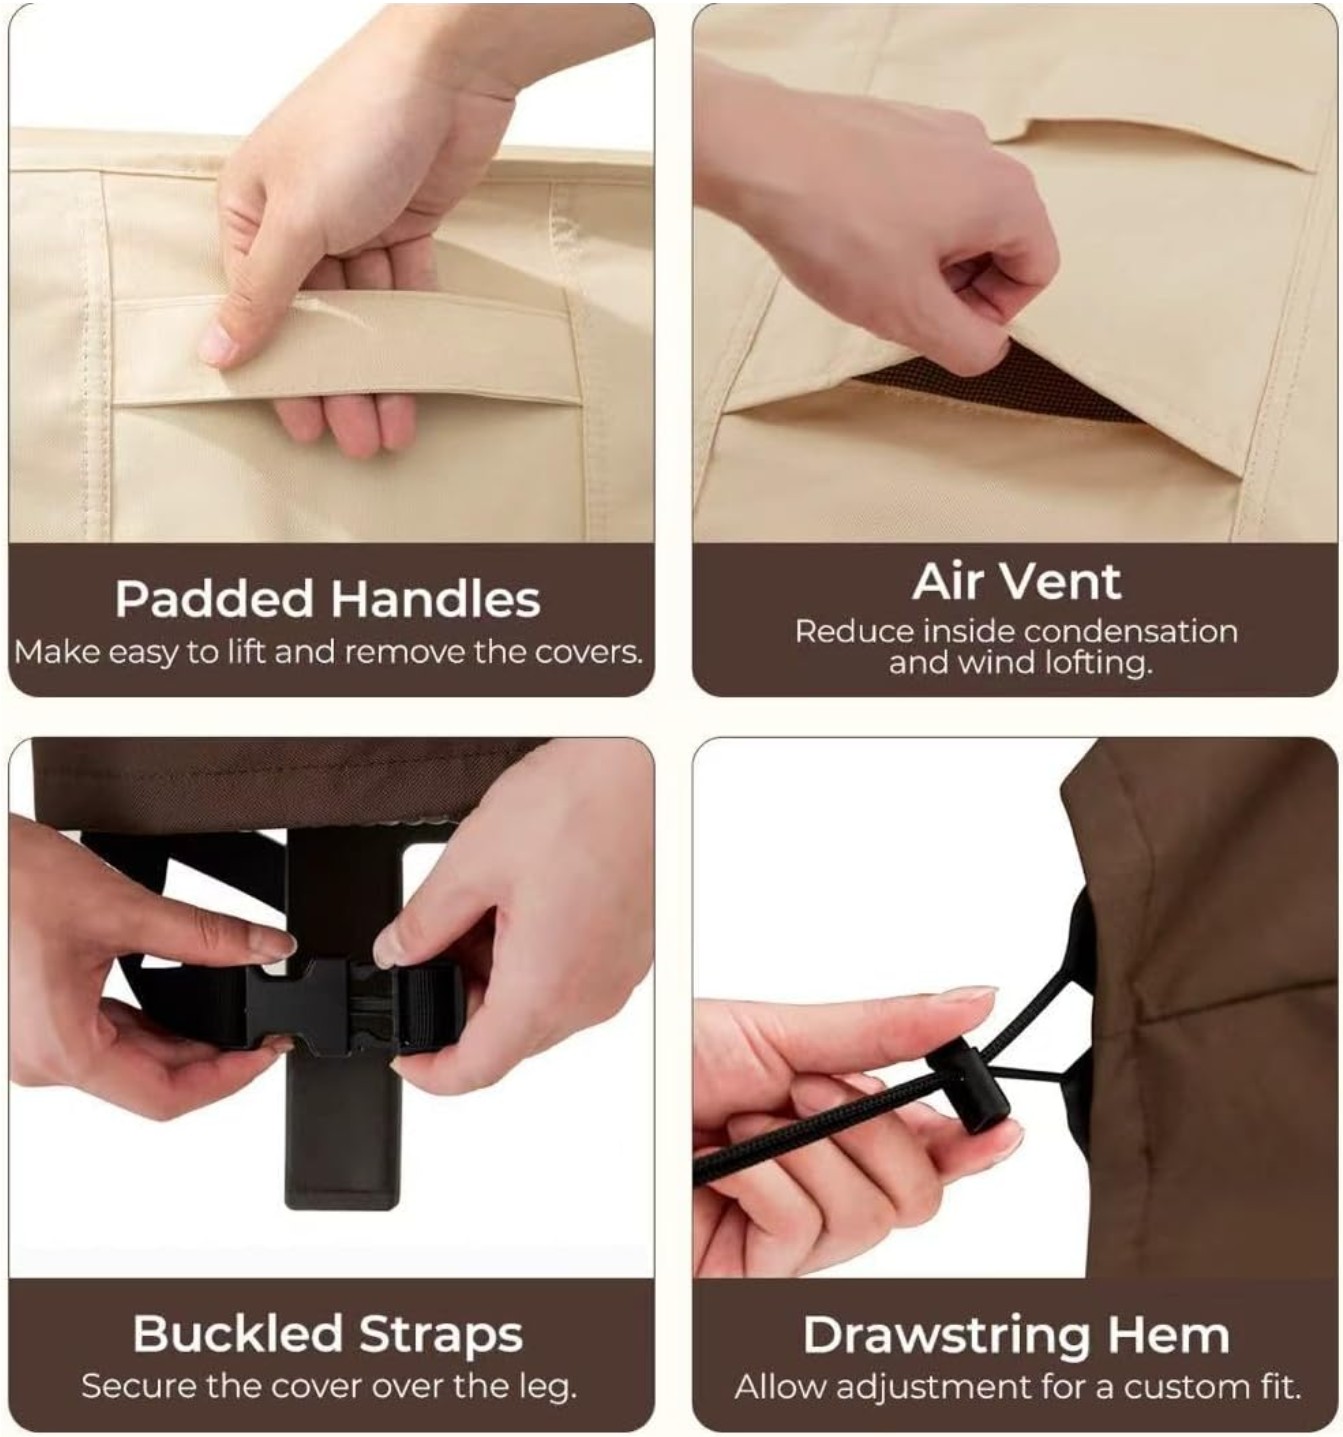 Padded Handles
Make easy to lift and remove the covers.
Air Vent
Reduce inside condensation
and wind lofting.
Buckled Straps
Secure the cover over the leg.
Drawstring Hem
Allow adjustment for a custom fit.